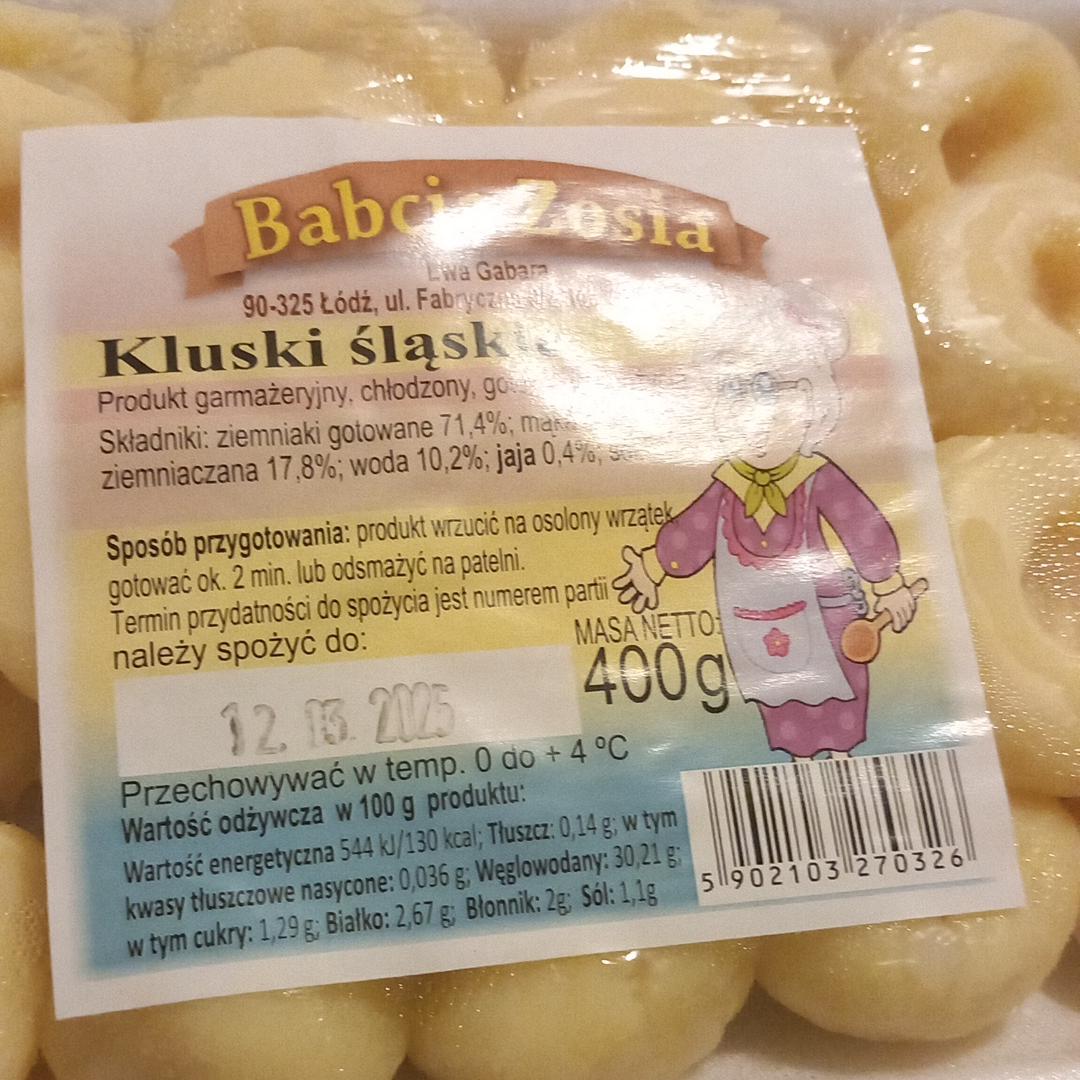 Babcia Zosia
Ewa Gabara
90-325 Łódź, ul.
Kluski śląskie
Produkt garmażeryjny, chłodzony,
Składniki: ziemniaki gotowane 71,4%;
ziemniaczana 17,8%; woda 10,2%; jaja 0,4%;
Sposób przygotowania: produkt wrzucić na osolony wrzątek,
gotować ok. 2 min. lub odsmażyć na patelni.
Termin przydatności do spożycia jest numerem partii
należy spożyć do:
MASA NETTO:
400g
12. 2025
Przechowywać w temp. 0 do + 4 ºC
Wartość odżywcza w 100 g produktu:
Wartość energetyczna 544 kJ/130 kcal; Tłuszcz: 0,14 g; w tym
kwasy tłuszczowe nasycone: 0,036 g; Węglowodany: 30,21 g;
w tym cukry: 1,29 g; Białko: 2,67 g; Błonnik: 2g; Sól: 1,1g
5 902103 270326